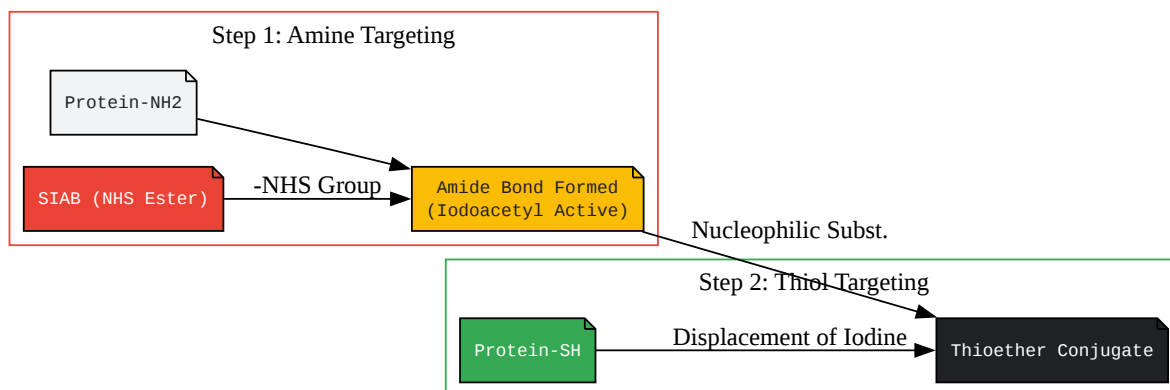 Step 1: Amine Targeting
Protein-NH2
SIAB (NHS Ester)
-NHS Group
Amide Bond Formed
(Iodoacetyl Active)
Nucleophilic Subst.
Step 2: Thiol Targeting
Protein-SH
Displacement of Iodine
Thioether Conjugate